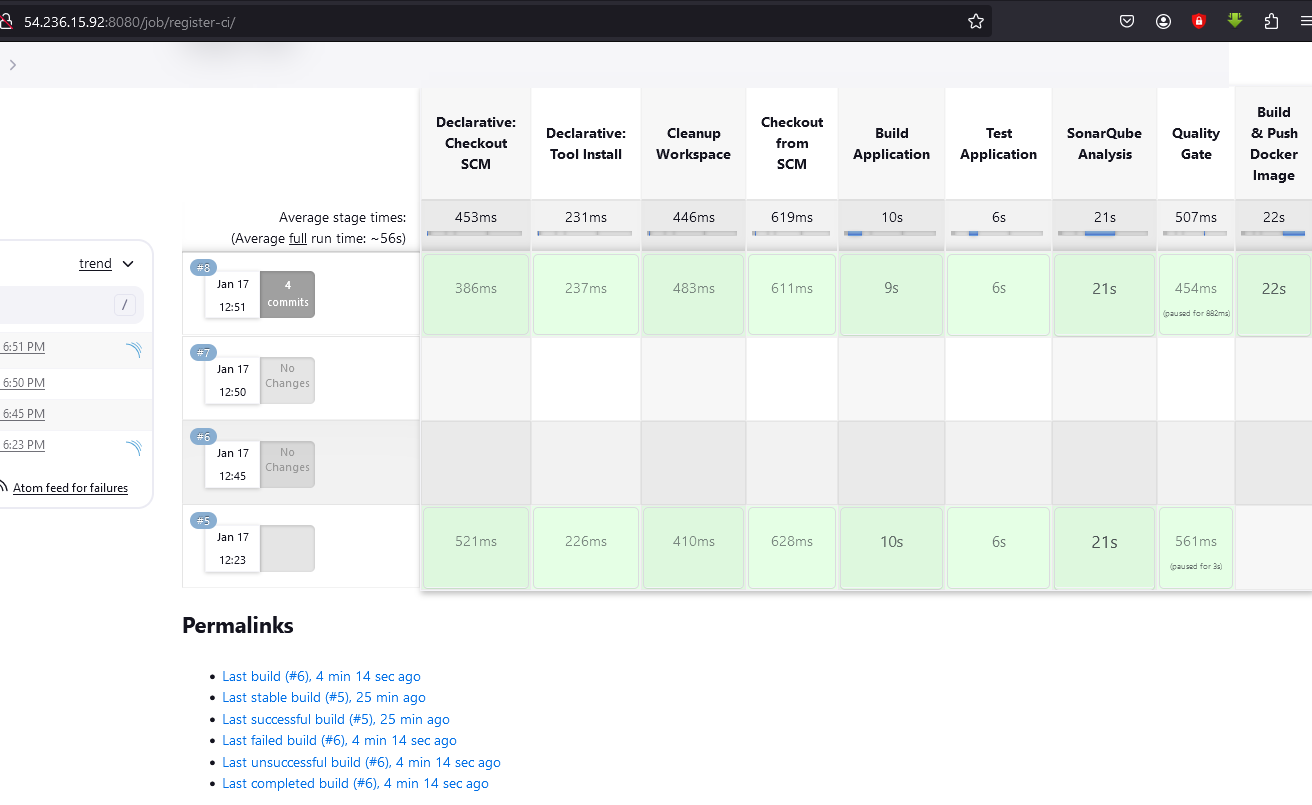 54.236.15.92:8080/job/register-ci/
Declarative:
Checkout
SCM
Declarative:
Tool Install
Cleanup
Workspace
Checkout
from
SCM
Build
Application
Test
Application
SonarQube
Analysis
Quality
Gate
Build
& Push
Docker
Image
Average stage times:
(Average full run time: ~56s)
453ms
231ms
446ms
619ms
10s
6s
21s
507ms
22s
trend
/
6:51 PM
6:50 PM
6:45 PM
6:23 PM
Atom feed for failures
#8
Jan 17
12:51
4
commits
386ms
237ms
483ms
611ms
9s
6s
21s
454ms
(paused for 882ms)
22s
#7
Jan 17
12:50
No
Changes
#6
Jan 17
12:45
No
Changes
#5
Jan 17
12:23
521ms
226ms
410ms
628ms
10s
6s
21s
561ms
(paused for 3s)
Permalinks
Last build (#6), 4 min 14 sec ago
Last stable build (#5), 25 min ago
Last successful build (#5), 25 min ago
Last failed build (#6), 4 min 14 sec ago
Last unsuccessful build (#6), 4 min 14 sec ago
Last completed build (#6), 4 min 14 sec ago